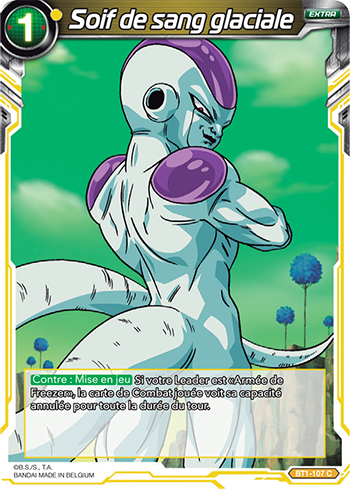 1
Soif de sang glaciale
EXTRA
Contre : Mise en jeu Si votre Leader est «Armée de
Freezer», la carte de Combat jouée voit sa capacité
annulée pour toute la durée du tour.
©B.S./S., T.A.
BANDAI MADE IN BELGIUM
BT1-107 C